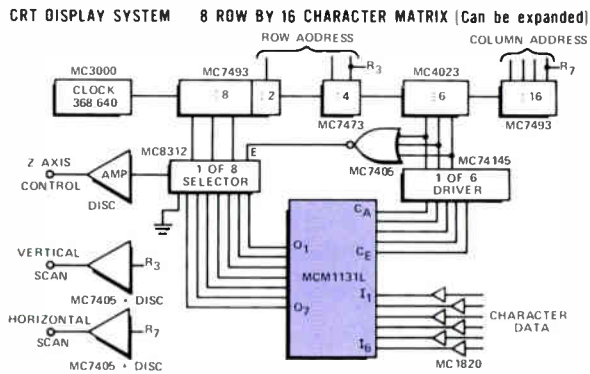 CRT DISPLAY SYSTEM 8 ROW BY 16 CHARACTER MATRIX (Can be expanded)
ROW ADDRESS
COLUMN ADDRESS
R3
R7
MC3000
MC7493
MC4023
CLOCK
368.640
÷8
÷2
÷4
÷6
÷16
MC7473
MC7493
MC8312
E
MC7405
MC74145
Z AXIS
CONTROL
AMP
1 OF 8
SELECTOR
1 OF 6
DRIVER
DISC
CA
CE
O1
MCM1131L
VERTICAL
SCAN
R3
I1
O7
MC7405 + DISC
CHARACTER
DATA
HORIZONTAL
SCAN
R7
I6
MC1820
MC7405 + DISC